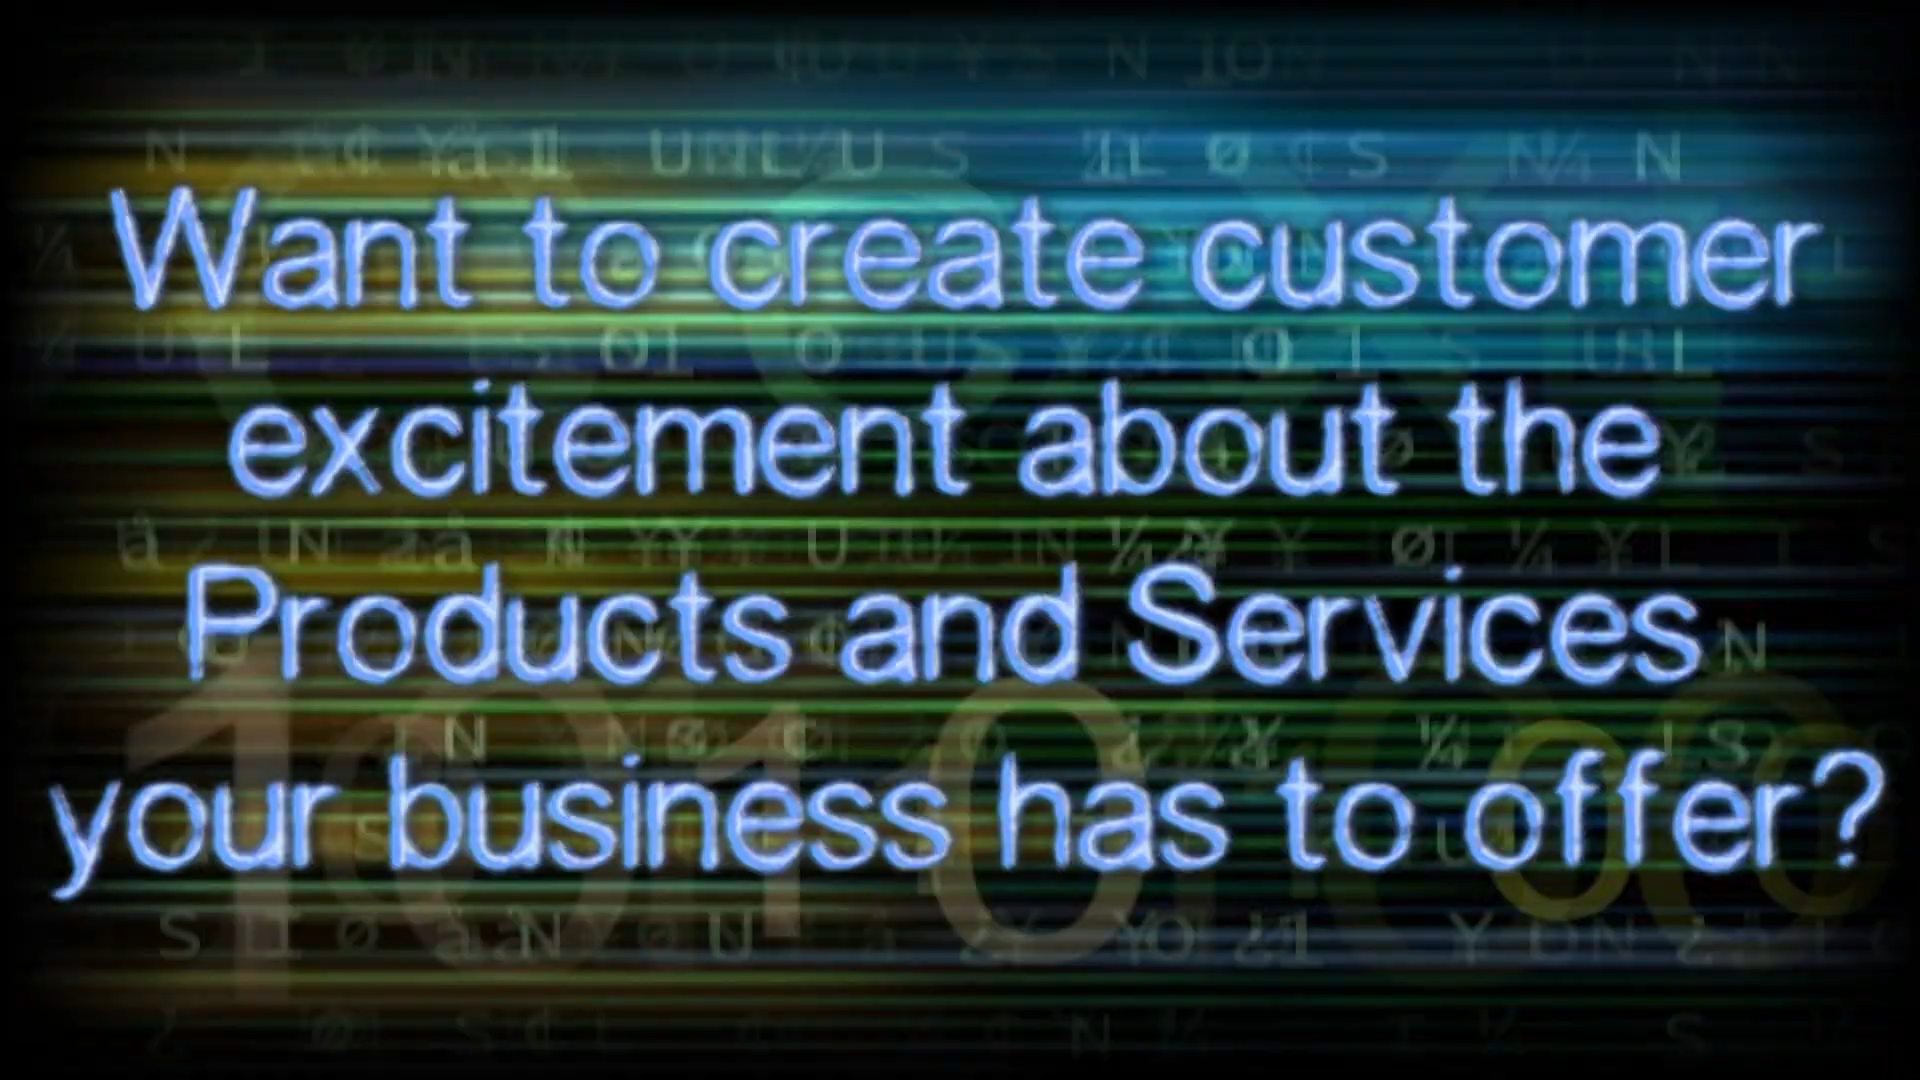 Want to create customer
excitement about the
Products and Services
your business has to offer?